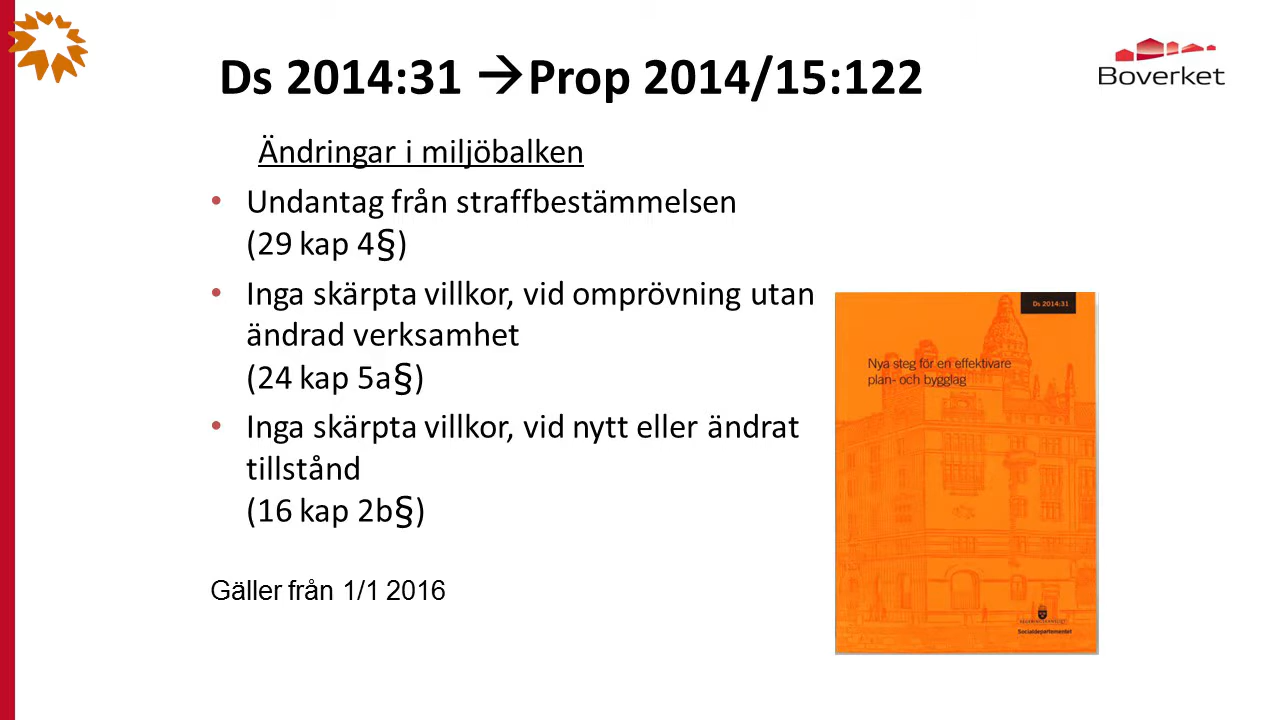 Ds 2014:31 →Prop 2014/15:122
Boverket
Ändringar i miljöbalken
• Undantag från straffbestämmelsen
(29 kap 4§)
• Inga skärpta villkor, vid omprövning utan
ändrad verksamhet
(24 kap 5a§)
• Inga skärpta villkor, vid nytt eller ändrat
tillstånd
(16 kap 2b§)
Gäller från 1/1 2016
Ds 2014:31
Nya steg för en effektivare
plan- och bygglag
Socialdepartementet